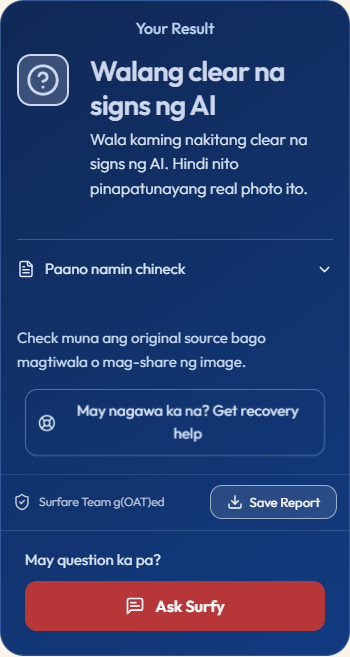 Your Result
Walang clear na
signs ng AI
Wala kaming nakitang clear na
signs ng AI. Hindi nito
pinapatunayang real photo ito.
Paano namin chineck
Check muna ang original source bago
magtiwala o mag-share ng image.
May nagawa ka na? Get recovery
help
Surfare Team g(OAT)ed
Save Report
May question ka pa?
Ask Surfy